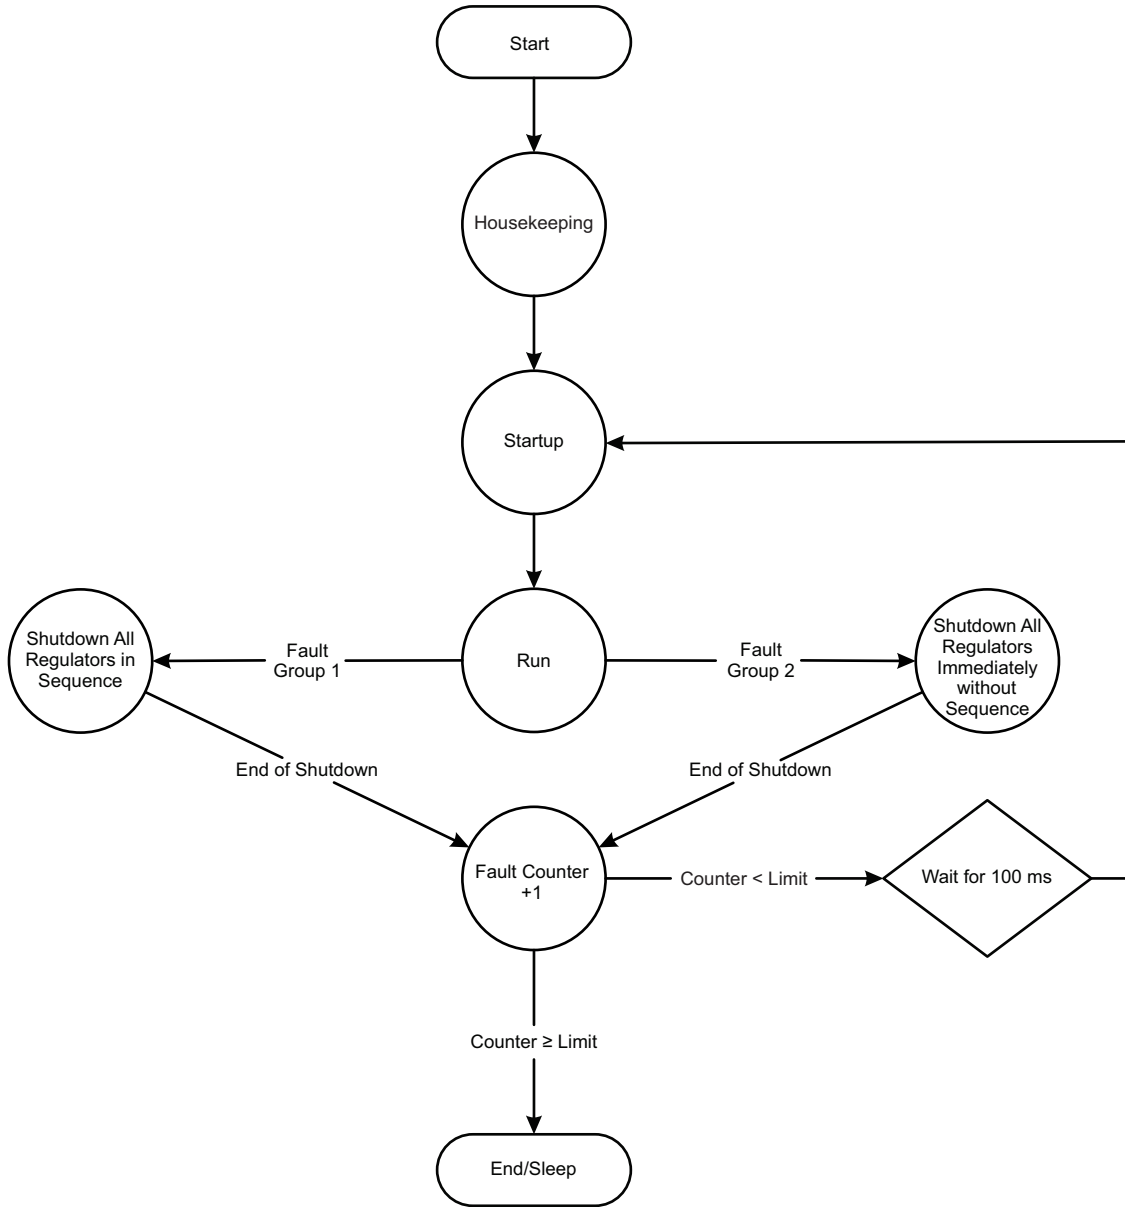 Start
Housekeeping
Startup
Shutdown All
Regulators in
Sequence
Fault
Group 1
Run
Fault
Group 2
Shutdown All
Regulators
Immediately
without
Sequence
End of Shutdown
End of Shutdown
Fault Counter
+1
Counter < Limit
Wait for 100 ms
Counter ≥ Limit
End/Sleep